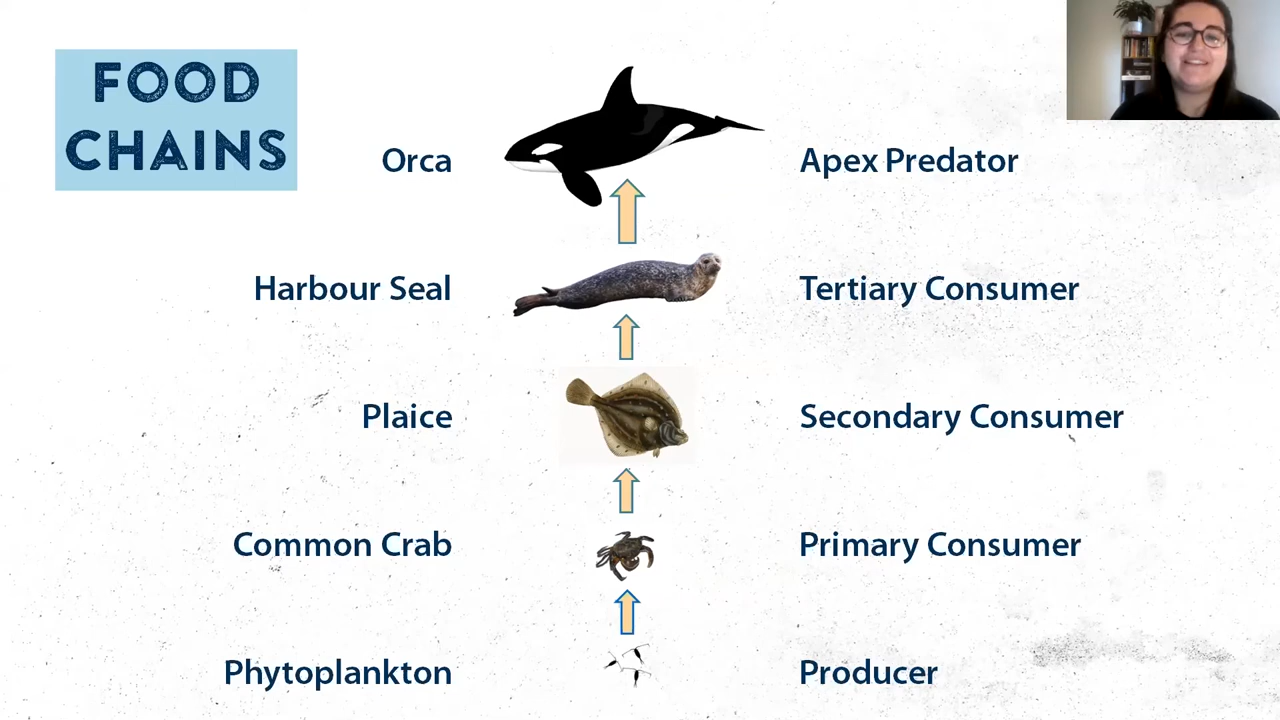 FOOD
CHAINS
Orca
Apex Predator
Harbour Seal
Tertiary Consumer
Plaice
Secondary Consumer
Common Crab
Primary Consumer
Phytoplankton
Producer